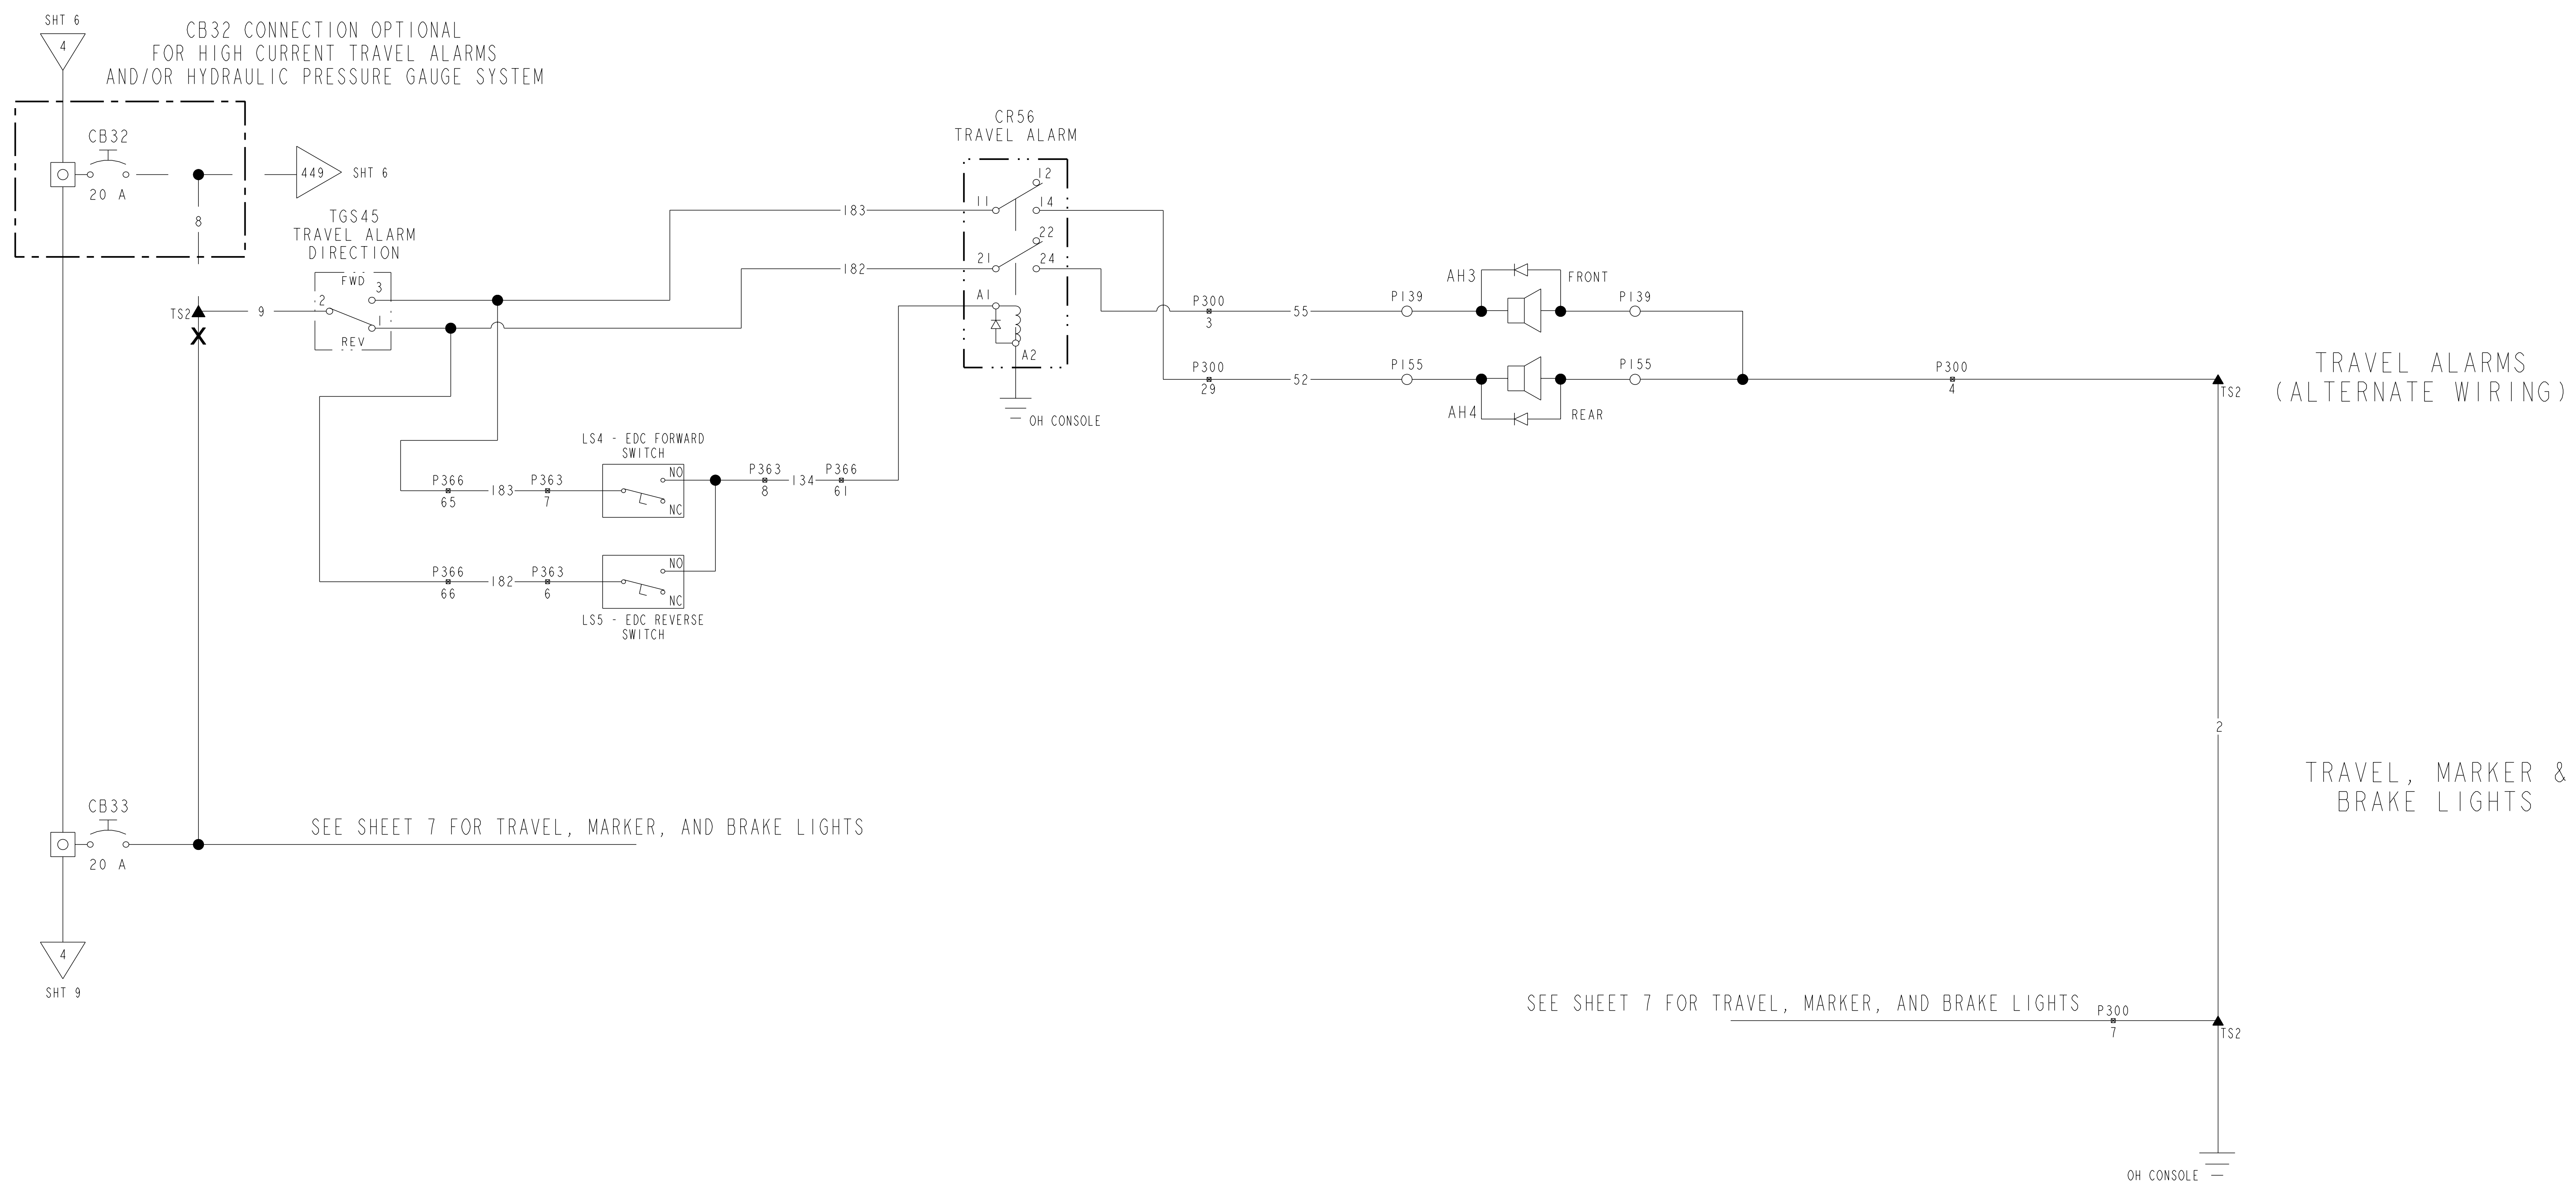 SHT 6
4
CB32 CONNECTION OPTIONAL
FOR HIGH CURRENT TRAVEL ALARMS
AND/OR HYDRAULIC PRESSURE GAUGE SYSTEM
CB32
20 A
449
SHT 6
8
TGS45
TRAVEL ALARM
DIRECTION
FWD
3
2
1
REV
TS2
X
9
183
182
CR56
TRAVEL ALARM
12
11
14
22
21
24
A1
A2
OH CONSOLE
P300
3
55
P139
AH3
FRONT
P139
P300
29
52
P155
AH4
REAR
P155
P300
4
TS2
TRAVEL ALARMS
(ALTERNATE WIRING)
LS4 - EDC FORWARD
SWITCH
NO
NC
P366
65
183
P363
7
P363
8
134
P366
61
P366
66
182
P363
6
NO
NC
LS5 - EDC REVERSE
SWITCH
2
TRAVEL, MARKER &
BRAKE LIGHTS
CB33
20 A
SEE SHEET 7 FOR TRAVEL, MARKER, AND BRAKE LIGHTS
4
SHT 9
SEE SHEET 7 FOR TRAVEL, MARKER, AND BRAKE LIGHTS
P300
7
TS2
OH CONSOLE